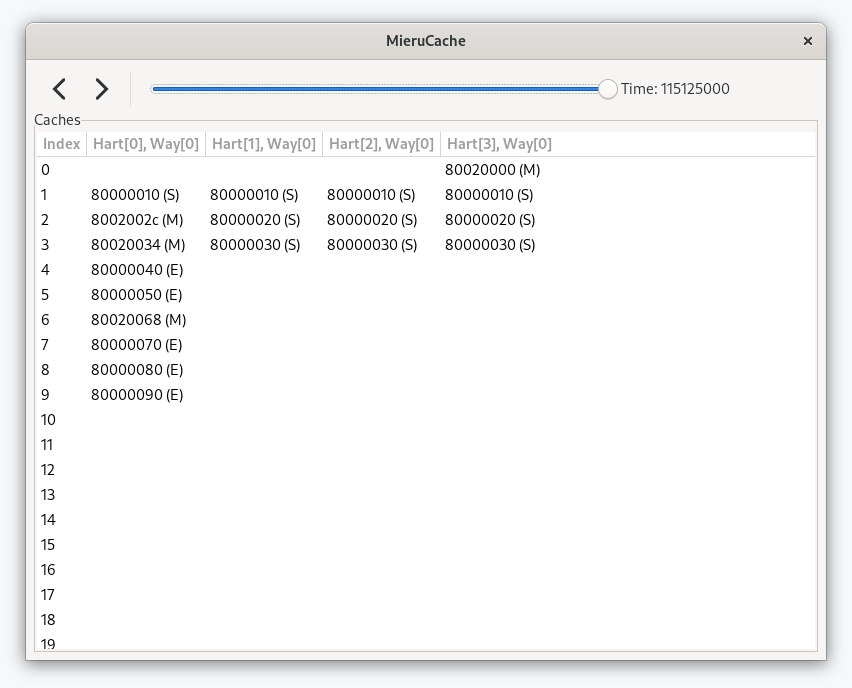 MieruCache
Time: 115125000
Caches
Index Hart[0], Way[0] Hart[1], Way[0] Hart[2], Way[0] Hart[3], Way[0]
0 80020000 (M)
1 80000010 (S) 80000010 (S) 80000010 (S) 80000010 (S)
2 8002002c (M) 80000020 (S) 80000020 (S) 80000020 (S)
3 80020034 (M) 80000030 (S) 80000030 (S) 80000030 (S)
4 80000040 (E)
5 80000050 (E)
6 80020068 (M)
7 80000070 (E)
8 80000080 (E)
9 80000090 (E)
10
11
12
13
14
15
16
17
18
19